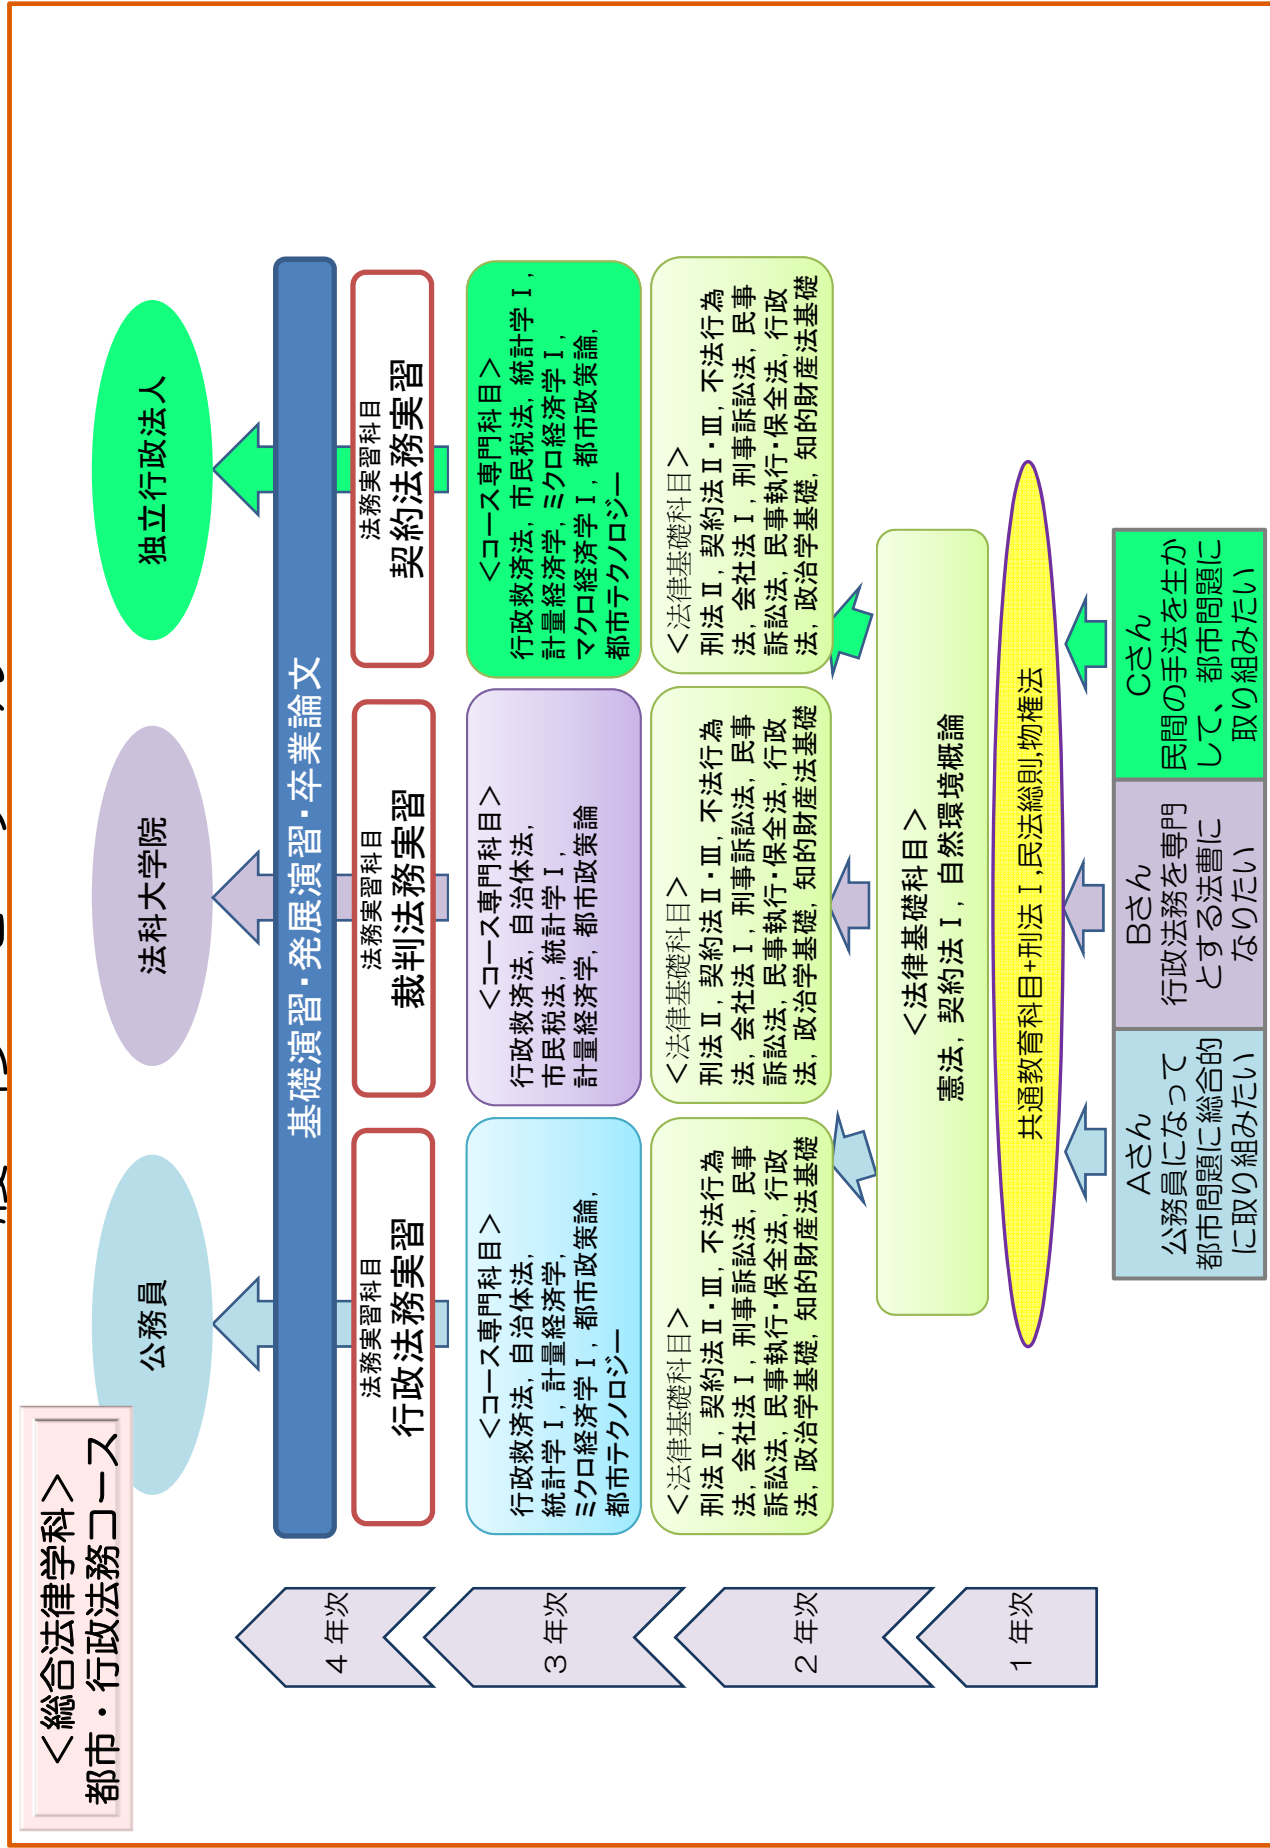 ＜総合法律学科＞
都市・行政法務コース
公務員
法科大学院
独立行政法人
基礎演習・発展演習・卒業論文
4 年次
3 年次
2 年次
1 年次
法務実習科目
行政法務実習
法務実習科目
裁判法務実習
法務実習科目
契約法務実習
＜コース専門科目＞
行政救済法, 自治体法,
統計学Ⅰ, 計量経済学,
ミクロ経済学Ⅰ, 都市政策論,
都市テクノロジー
＜コース専門科目＞
行政救済法, 自治体法,
市民税法, 統計学Ⅰ,
計量経済学, 都市政策論
＜コース専門科目＞
行政救済法, 市民税法, 統計学Ⅰ,
計量経済学, ミクロ経済学Ⅰ,
マクロ経済学Ⅰ, 都市政策論,
都市テクノロジー
＜法律基礎科目＞
刑法Ⅱ, 契約法Ⅱ・Ⅲ, 不法行為
法, 会社法Ⅰ, 刑事訴訟法, 民事
訴訟法, 民事執行・保全法, 行政
法, 政治学基礎, 知的財産法基礎
＜法律基礎科目＞
刑法Ⅱ, 契約法Ⅱ・Ⅲ, 不法行為
法, 会社法Ⅰ, 刑事訴訟法, 民事
訴訟法, 民事執行・保全法, 行政
法, 政治学基礎, 知的財産法基礎
＜法律基礎科目＞
刑法Ⅱ, 契約法Ⅱ・Ⅲ, 不法行為
法, 会社法Ⅰ, 刑事訴訟法, 民事
訴訟法, 民事執行・保全法, 行政
法, 政治学基礎, 知的財産法基礎
＜法律基礎科目＞
憲法, 契約法Ⅰ, 自然環境概論
共通教育科目+刑法Ⅰ,民法総則,物権法
Aさん
公務員になって
都市問題に総合的
に取り組みたい
Bさん
行政法務を専門
とする法曹に
なりたい
Cさん
民間の手法を生か
して、都市問題に
取り組みたい